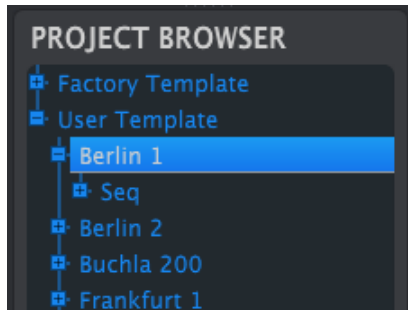 PROJECT BROWSER
Factory Template
User Template
Berlin 1
Seq
Berlin 2
Buchla 200
Frankfurt 1